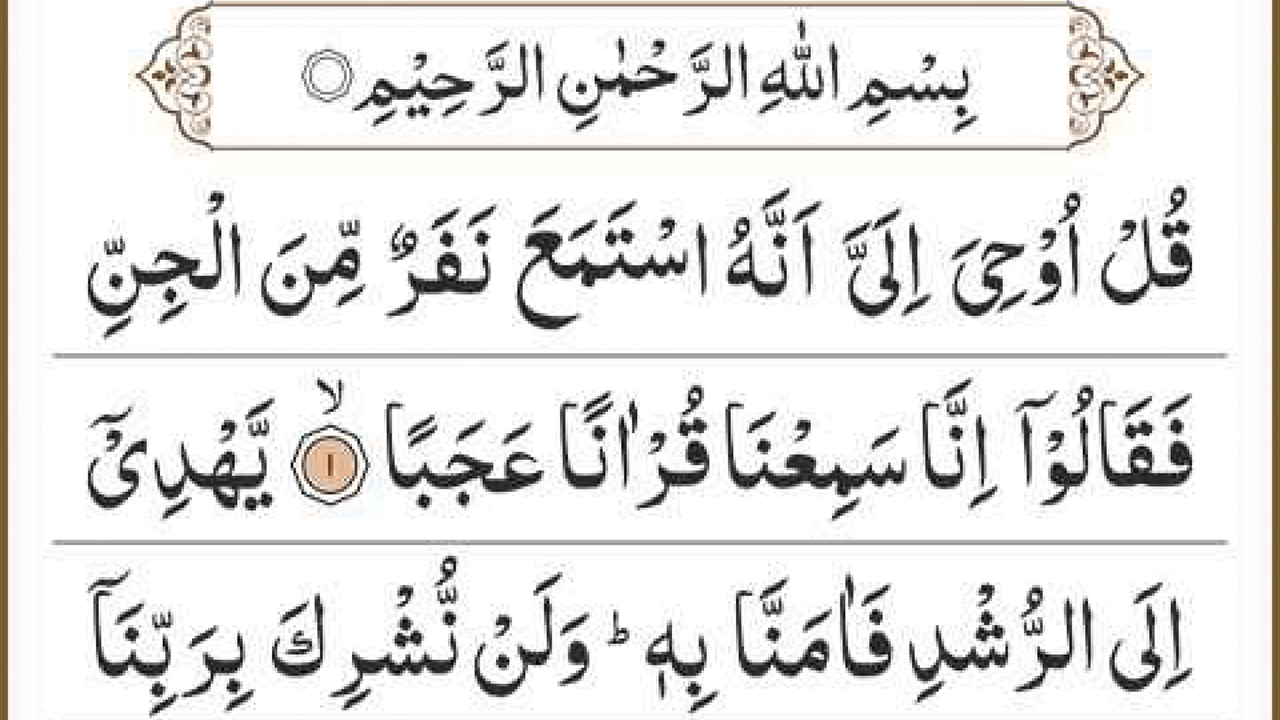 بِسْمِ اللّٰهِ الرَّحْمٰنِ الرَّحِيْمِ
قُلْ اُوْحِىَ اِلَىَّ اَنَّهُ اسْتَمَعَ نَفَرٌ مِّنَ الْجِنِّ
فَقَالُوْٓا اِنَّا سَمِعْنَا قُرْاٰنًا عَجَبًا ۙ‏ ١ يَّهْدِىْٓ
اِلَى الرُّشْدِ فَاٰمَنَّا بِهٖ‌ ؕ وَلَنْ نُّشْرِكَ بِرَبِّنَاۤ